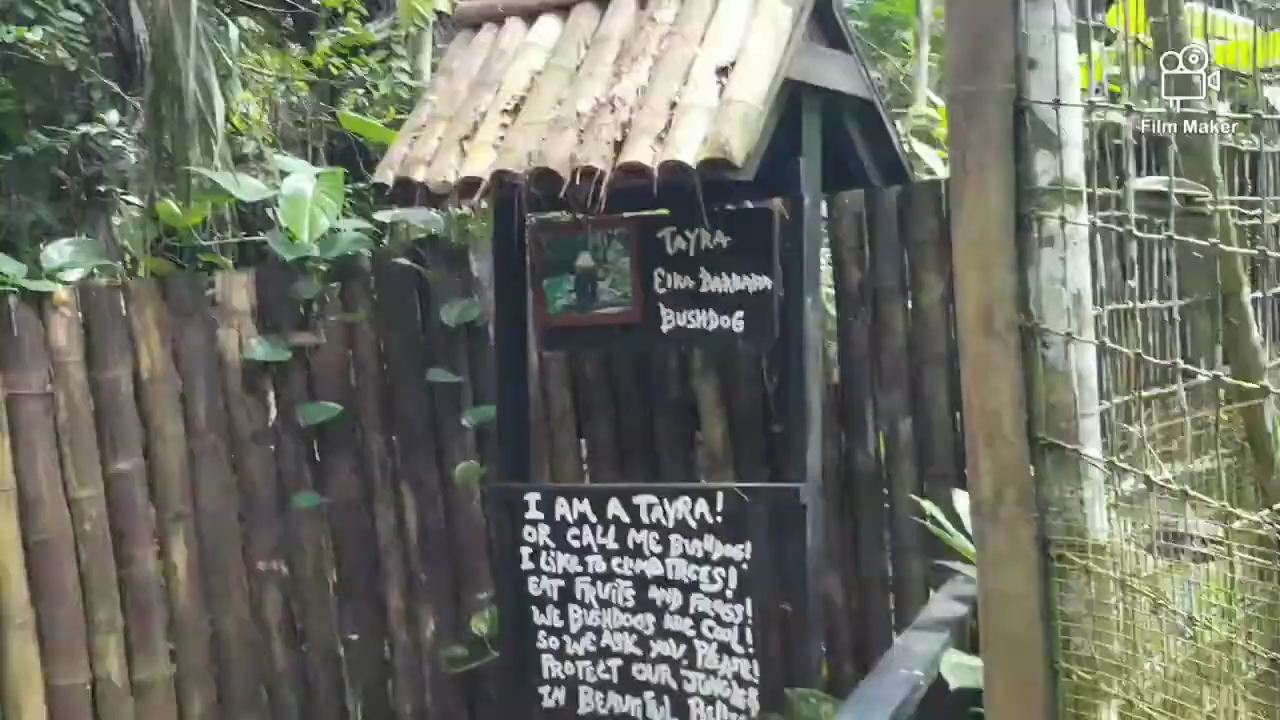 Film Maker
TAYRA
EIRA BARBARA
BUSHDOG
I AM A TAYRA!
OR CALL ME BUSHDOG!
I LIKE TO CLIMB TREES!
EAT FRUITS AND FROGS!
WE BUSHDOGS ARE COOL!
SO WE ASK YOU, PLEASE!
PROTECT OUR JUNGLES
IN BEAUTIFUL BELIZE